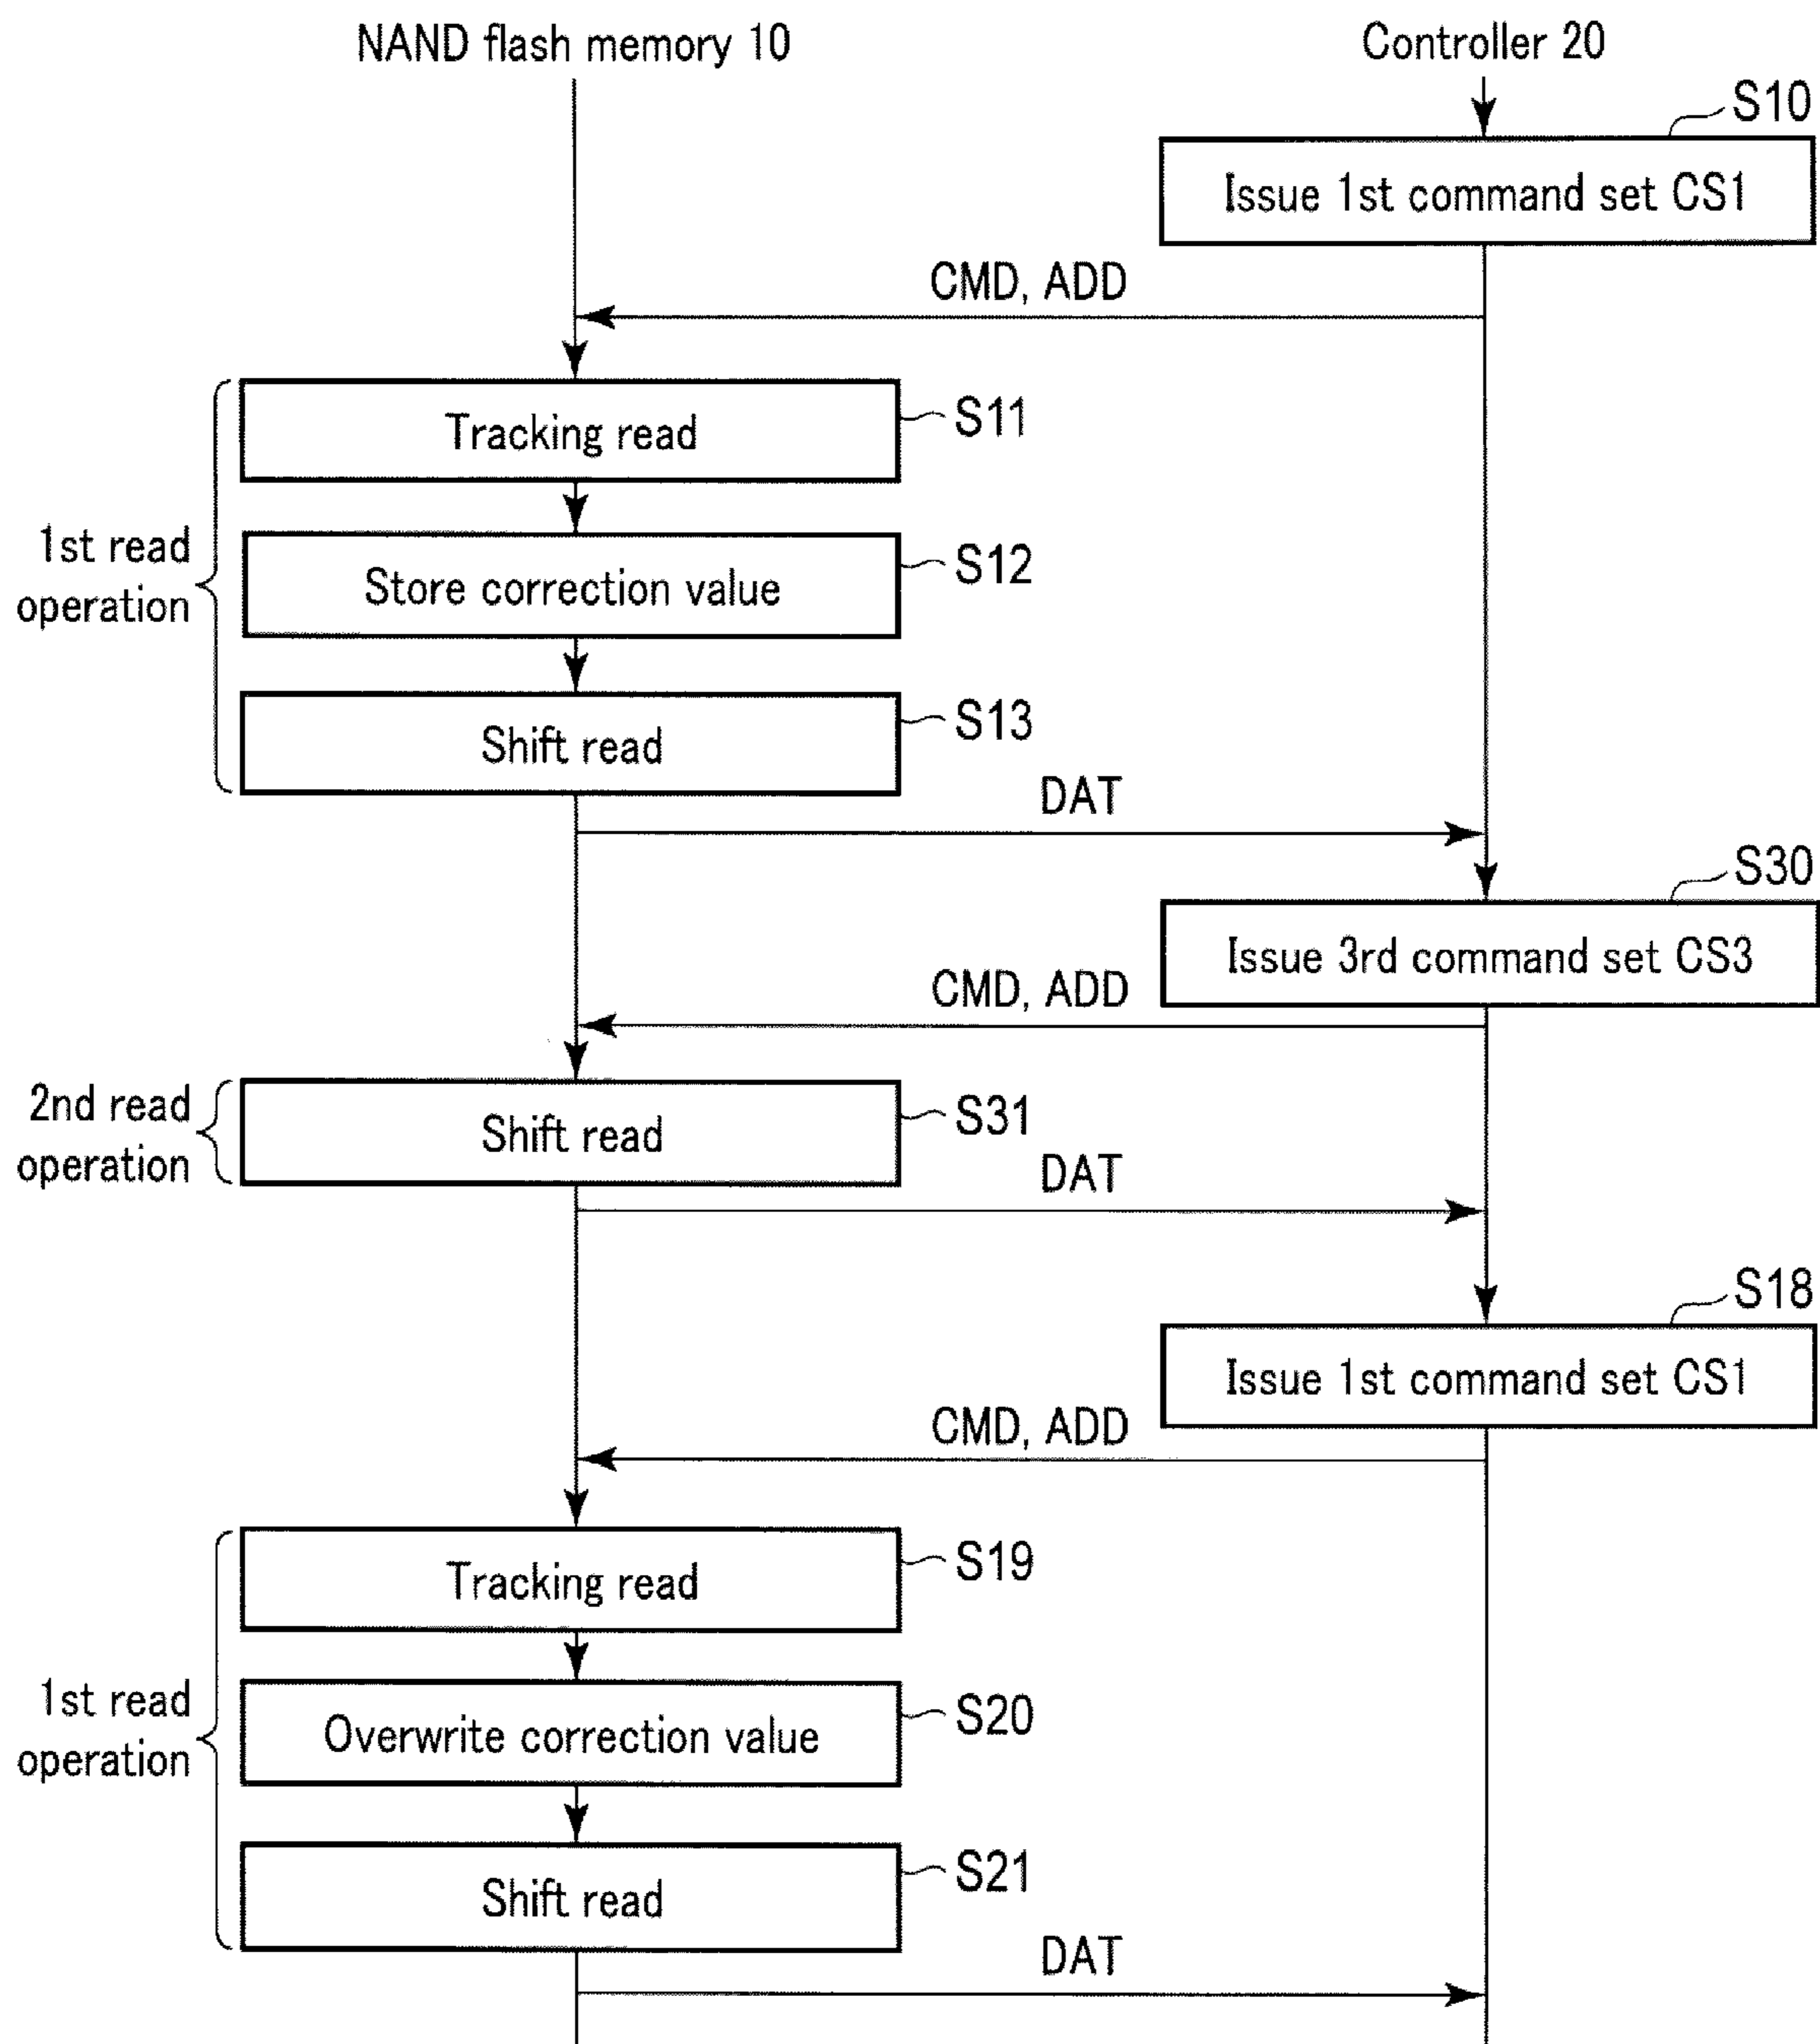 NAND flash memory 10
Controller 20
S10
Issue 1st command set CS1
CMD, ADD
Tracking read
S11
1st read
operation
Store correction value
S12
Shift read
S13
DAT
S30
Issue 3rd command set CS3
CMD, ADD
2nd read
operation
Shift read
S31
DAT
S18
Issue 1st command set CS1
CMD, ADD
Tracking read
S19
1st read
operation
Overwrite correction value
S20
Shift read
S21
DAT